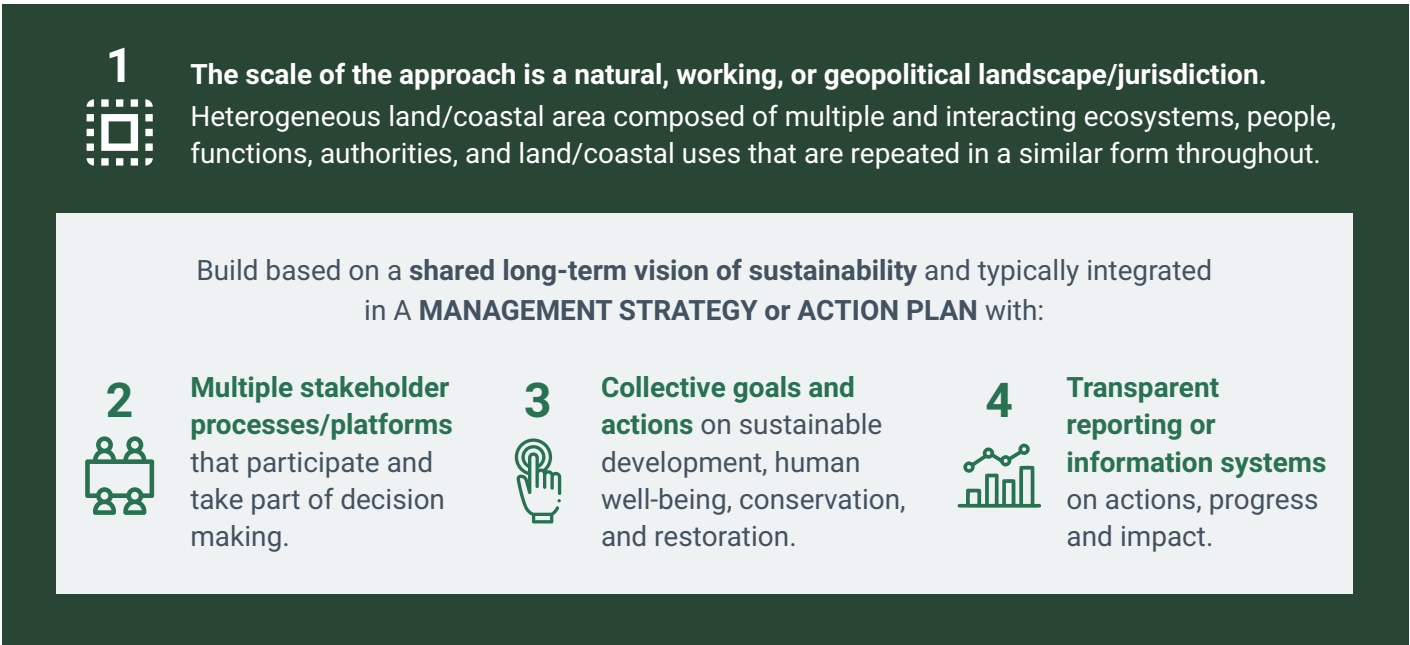 1
The scale of the approach is a natural, working, or geopolitical landscape/jurisdiction.
Heterogeneous land/coastal area composed of multiple and interacting ecosystems, people,
functions, authorities, and land/coastal uses that are repeated in a similar form throughout.
Build based on a shared long-term vision of sustainability and typically integrated
in A MANAGEMENT STRATEGY or ACTION PLAN with:
2
Multiple stakeholder
processes/platforms
that participate and
take part of decision
making.
3
Collective goals and
actions on sustainable
development, human
well-being, conservation,
and restoration.
4
Transparent
reporting or
information systems
on actions, progress
and impact.